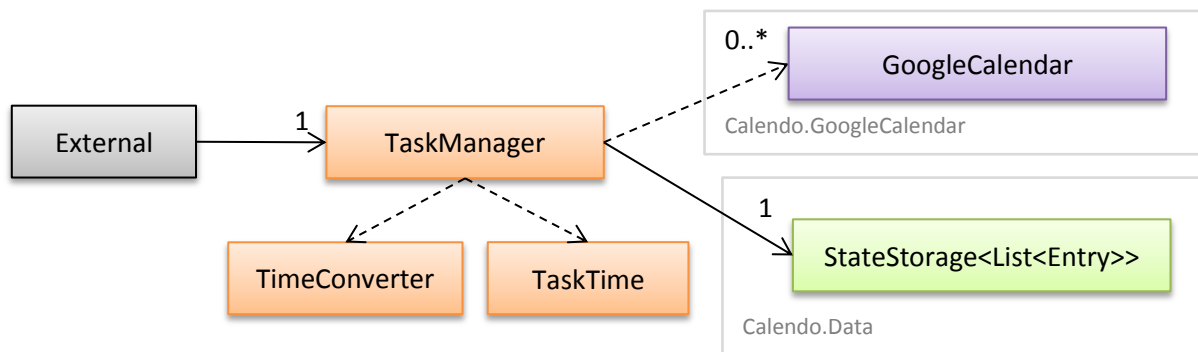 0..*
GoogleCalendar
Calendo.GoogleCalendar
External
1
TaskManager
TimeConverter
TaskTime
1
StateStorage<List<Entry>>
Calendo.Data